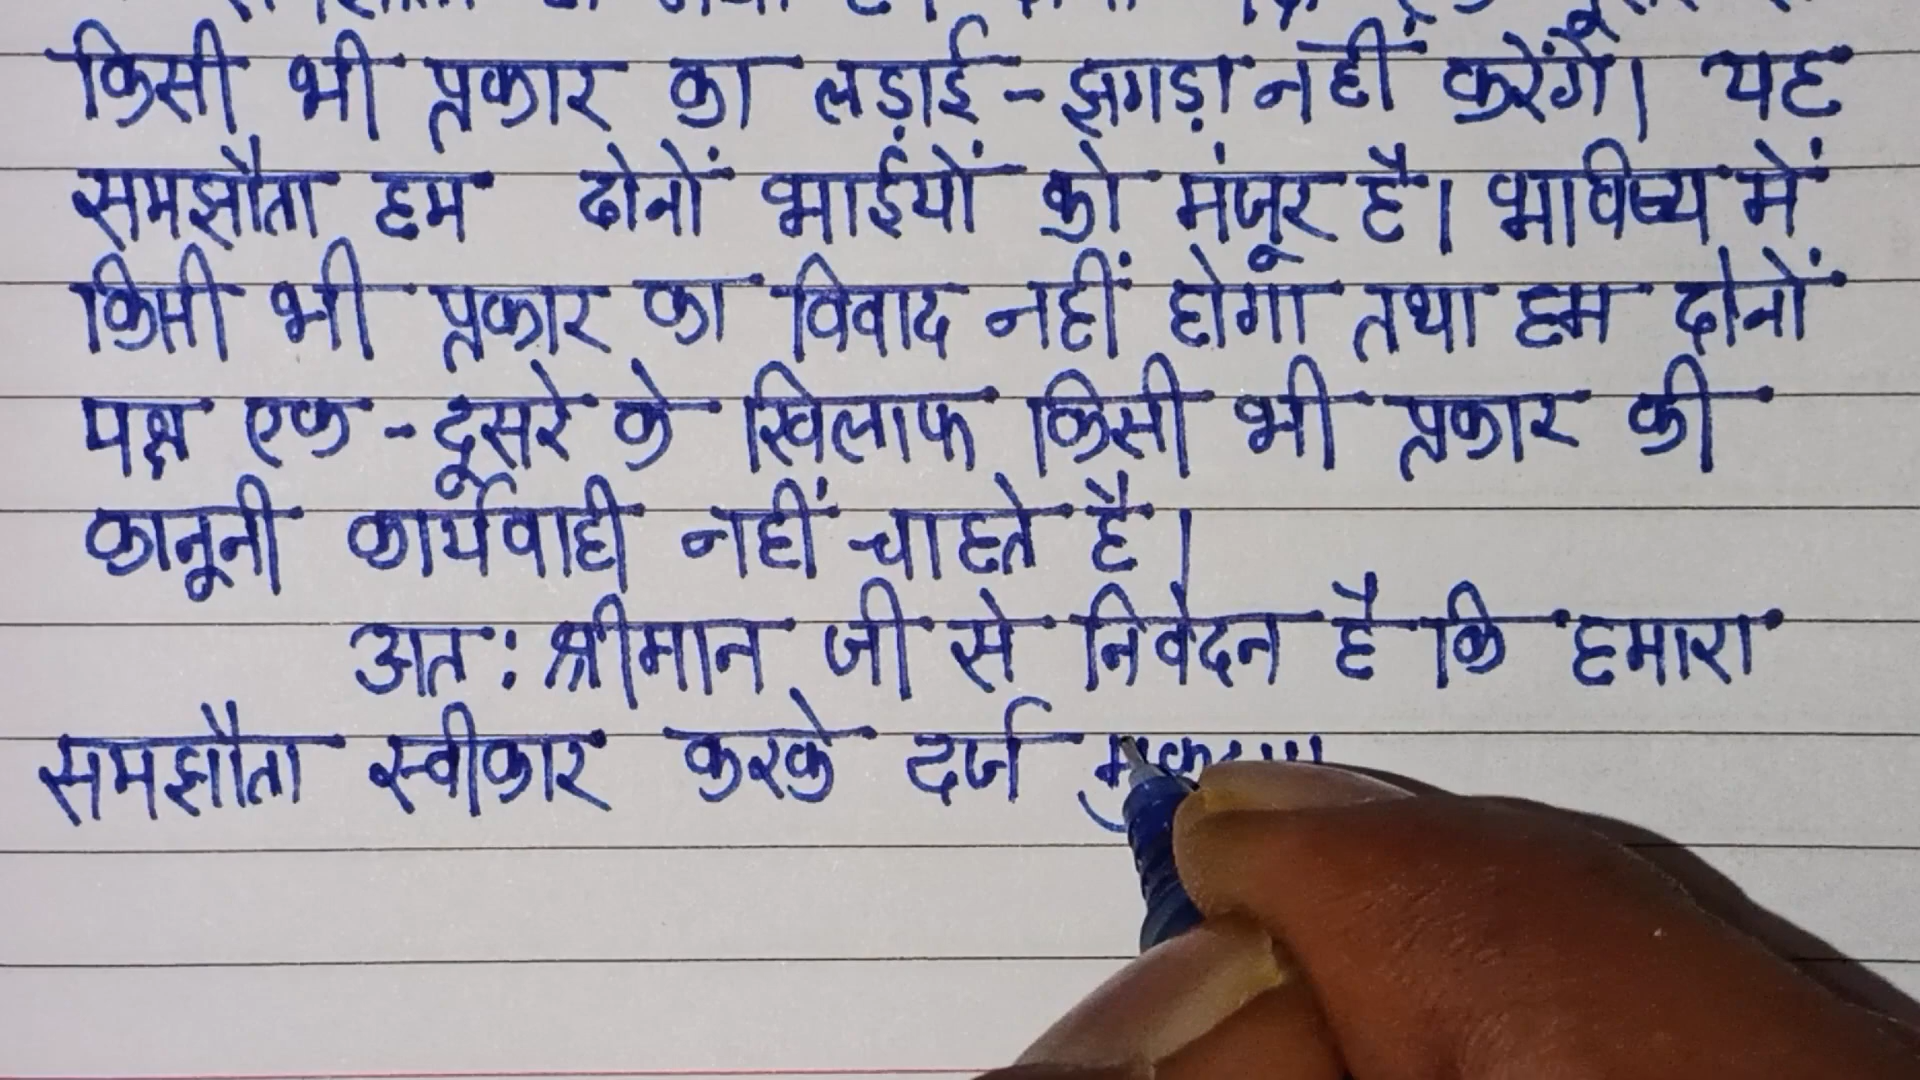 किसी भी प्रकार का लड़ाई-झगड़ा नहीं करेंगे। यह
समझौता हम दोनों भाईयों को मंजूर है। भाविष्य में
किसी भी प्रकार का विवाद नहीं होगा तथा हम दोनों
पक्ष एक-दूसरे के खिलाफ किसी भी प्रकार की
कानूनी कार्यवाही नहीं चाहते है।
अत: श्रीमान जी से निवेदन है कि हमारा
समझौता स्वीकार करके दर्ज